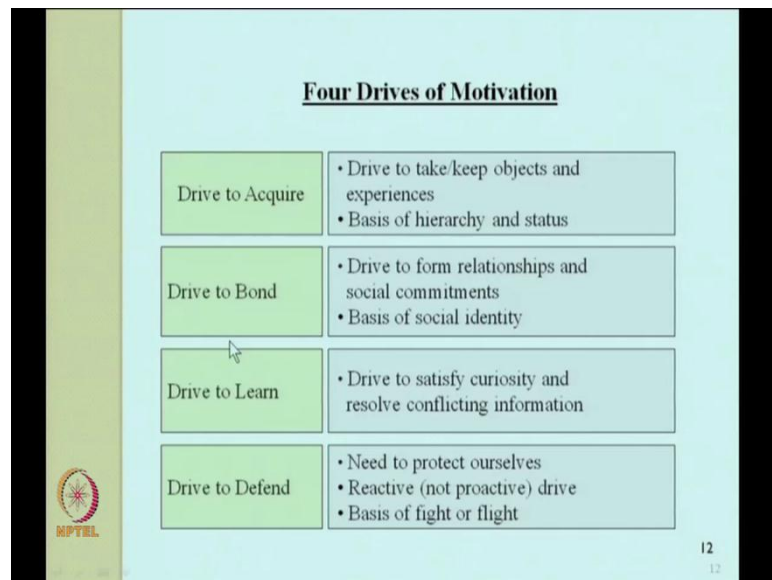 Four Drives of Motivation
Drive to Acquire
• Drive to take/keep objects and
experiences
• Basis of hierarchy and status
Drive to Bond
• Drive to form relationships and
social commitments
• Basis of social identity
Drive to Learn
• Drive to satisfy curiosity and
resolve conflicting information
Drive to Defend
• Need to protect ourselves
• Reactive (not proactive) drive
• Basis of fight or flight
NPTEL
12
12